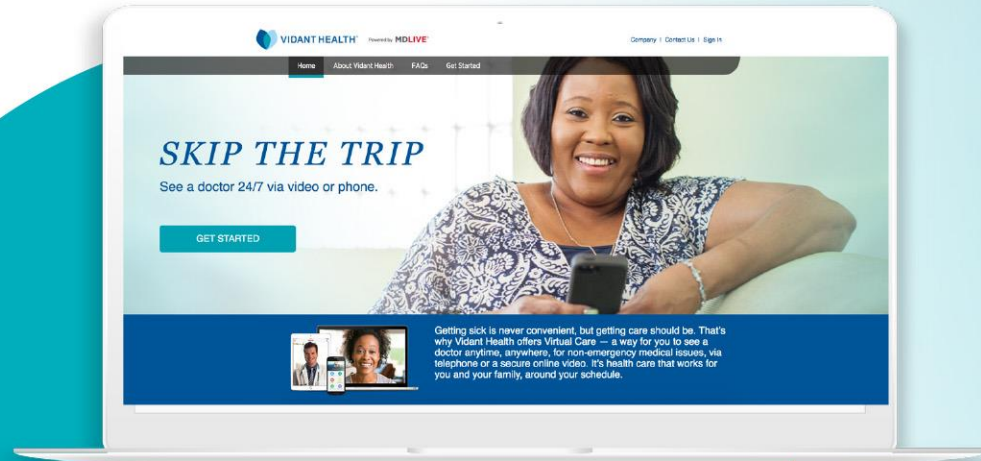 VIDANT HEALTH Powered by MDLIVE
Company | Contact Us | Sign In
Home About Vidant Health FAQs Get Started
SKIP THE TRIP
See a doctor 24/7 via video or phone.
GET STARTED
Getting sick is never convenient, but getting care should be. That's
why Vidant Health offers Virtual Care — a way for you to see a
doctor anytime, anywhere, for non-emergency medical issues, via
telephone or a secure online video. It's health care that works for
you and your family, around your schedule.